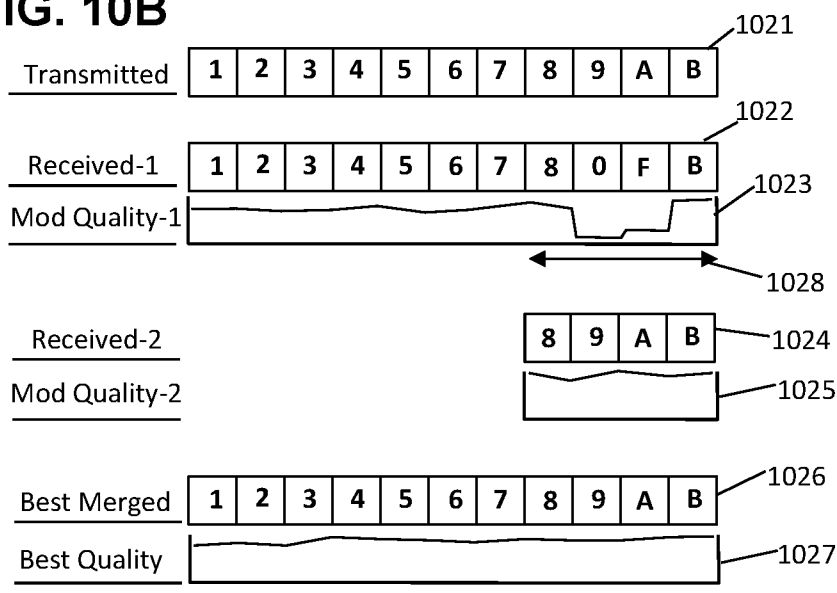 IG. 10B
1021
Transmitted 1 2 3 4 5 6 7 8 9 A B
1022
Received-1 1 2 3 4 5 6 7 8 0 F B
1023
Mod Quality-1
1028
Received-2 8 9 A B 1024
Mod Quality-2 1025
1026
Best Merged 1 2 3 4 5 6 7 8 9 A B
Best Quality 1027